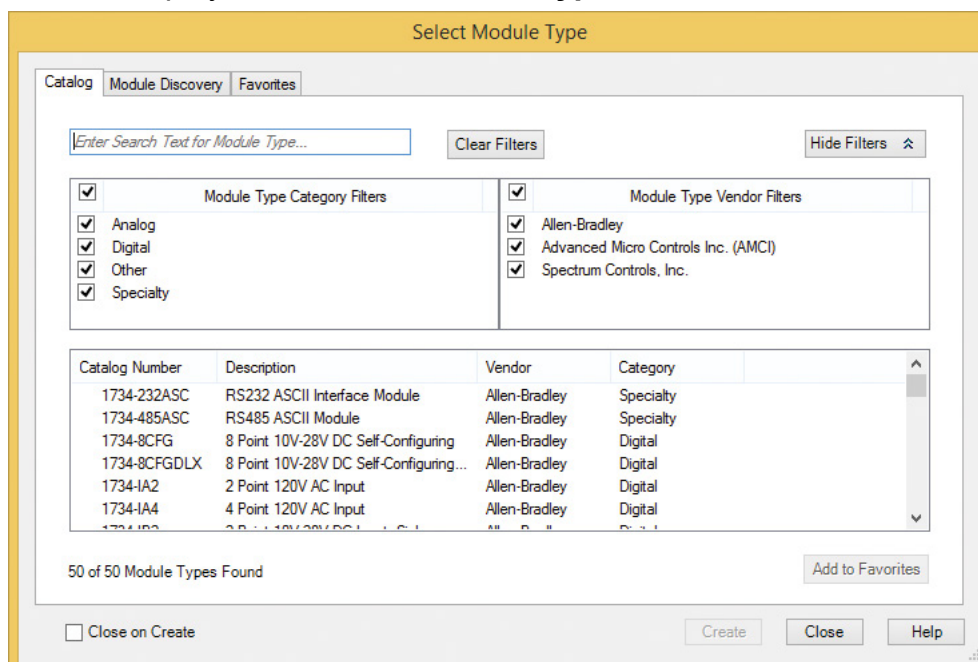 Select Module Type
Catalog Module Discovery Favorites
Enter Search Text for Module Type... Clear Filters Hide Filters
Module Type Category Filters Module Type Vendor Filters
Analog Allen-Bradley
Digital Advanced Micro Controls Inc. (AMCI)
Other Spectrum Controls, Inc.
Specialty
Catalog Number Description Vendor Category
1734-232ASC RS232 ASCII Interface Module Allen-Bradley Specialty
1734-485ASC RS485 ASCII Module Allen-Bradley Specialty
1734-8CFG 8 Point 10V-28V DC Self-Configuring Allen-Bradley Digital
1734-8CFGDLX 8 Point 10V-28V DC Self-Configuring... Allen-Bradley Digital
1734-IA2 2 Point 120V AC Input Allen-Bradley Digital
1734-IA4 4 Point 120V AC Input Allen-Bradley Digital
50 of 50 Module Types Found Add to Favorites
Close on Create Create Close Help